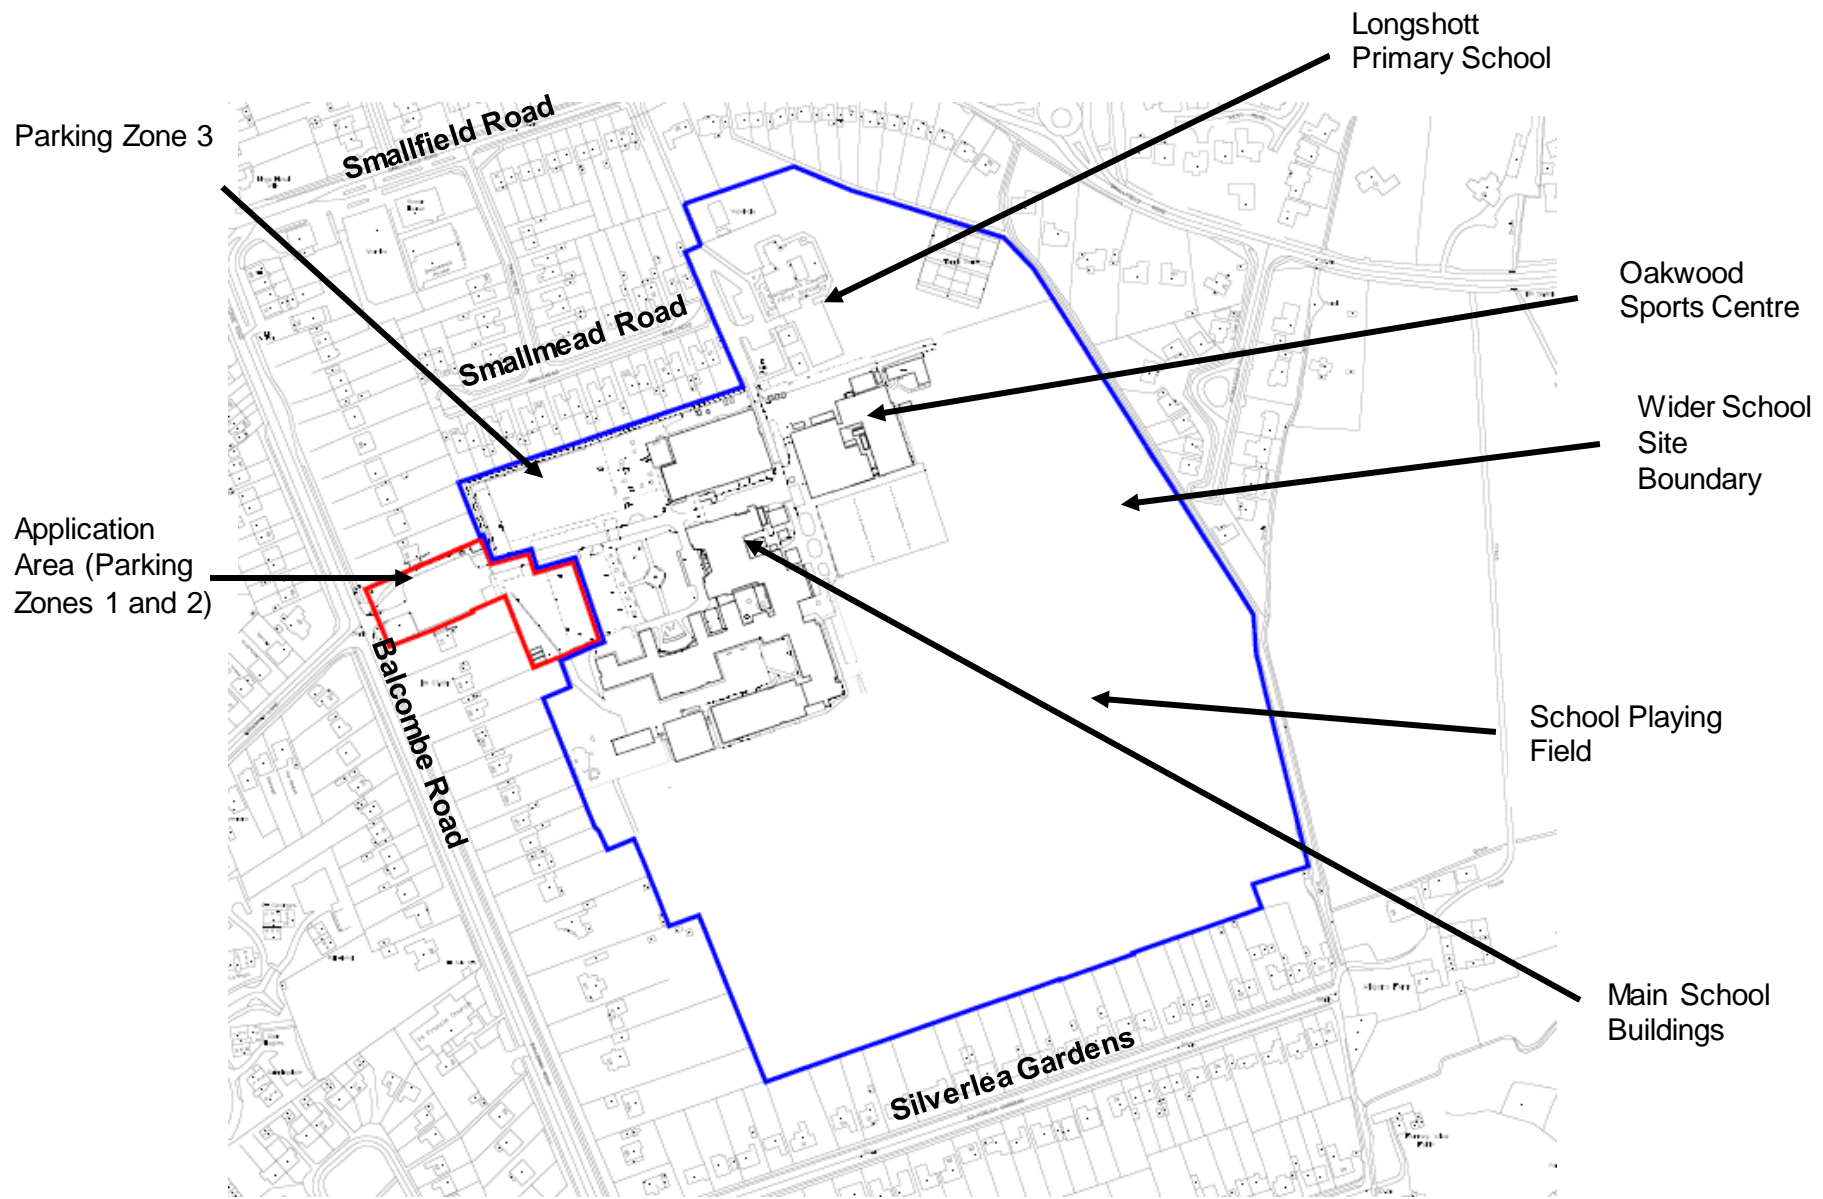 Longshott
Primary School
Parking Zone 3
Smallfield Road
Oakwood
Sports Centre
Smallmead Road
Wider School
Site
Boundary
Application
Area (Parking
Zones 1 and 2)
Balcombe Road
School Playing
Field
Main School
Buildings
Silverlea Gardens